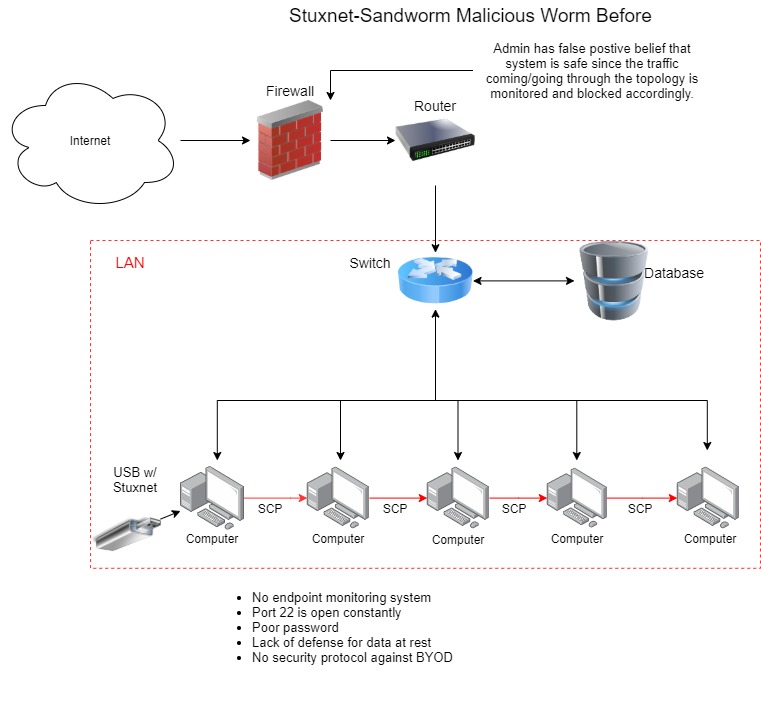 Stuxnet-Sandworm Malicious Worm Before
Admin has false postive belief that
system is safe since the traffic
coming/going through the topology is
monitored and blocked accordingly.
Firewall
Router
Internet
LAN
Switch
Database
USB w/
Stuxnet
SCP
SCP
SCP
SCP
Computer
Computer
Computer
Computer
Computer
• No endpoint monitoring system
• Port 22 is open constantly
• Poor password
• Lack of defense for data at rest
• No security protocol against BYOD